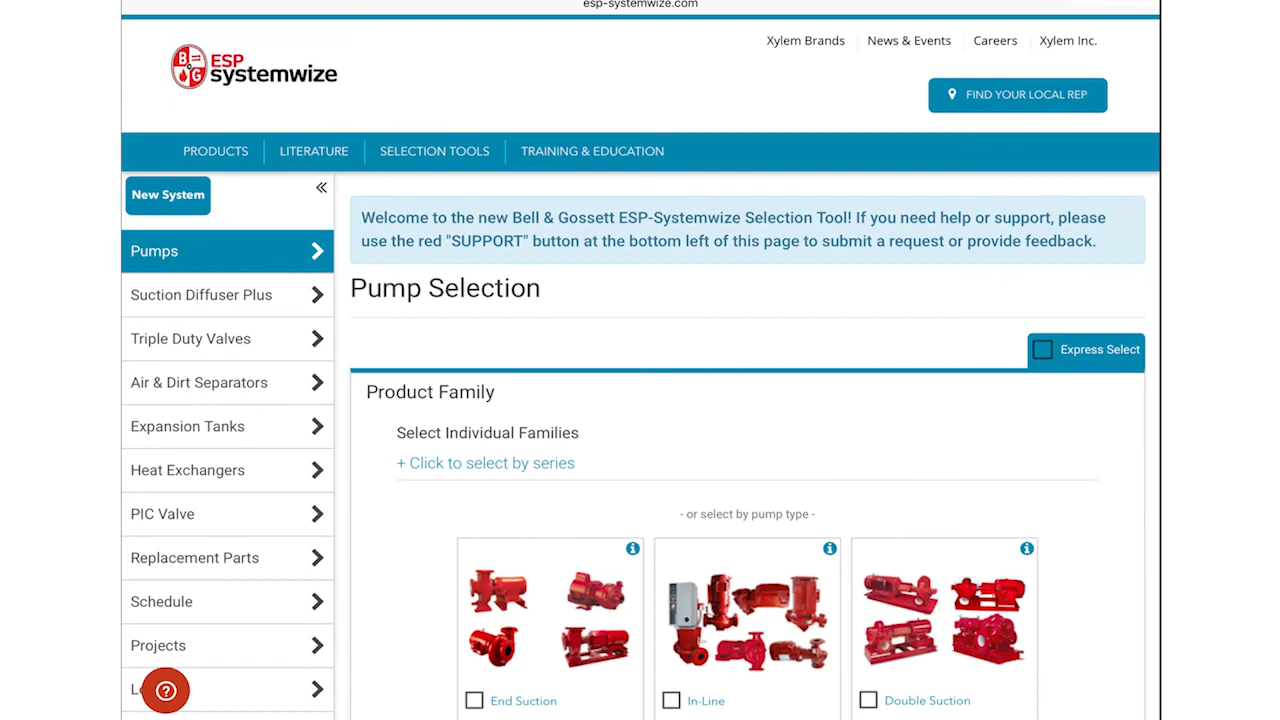 esp-systemwize.com
Xylem Brands
News & Events
Careers
Xylem Inc.
B
G
ESP
systemwize
FIND YOUR LOCAL REP
PRODUCTS
LITERATURE
SELECTION TOOLS
TRAINING & EDUCATION
New System
Pumps
Suction Diffuser Plus
Triple Duty Valves
Air & Dirt Separators
Expansion Tanks
Heat Exchangers
PIC Valve
Replacement Parts
Schedule
Projects
Welcome to the new Bell & Gossett ESP-Systemwize Selection Tool! If you need help or support, please
use the red "SUPPORT" button at the bottom left of this page to submit a request or provide feedback.
Pump Selection
Express Select
Product Family
Select Individual Families
+ Click to select by series
- or select by pump type -
End Suction
In-Line
Double Suction